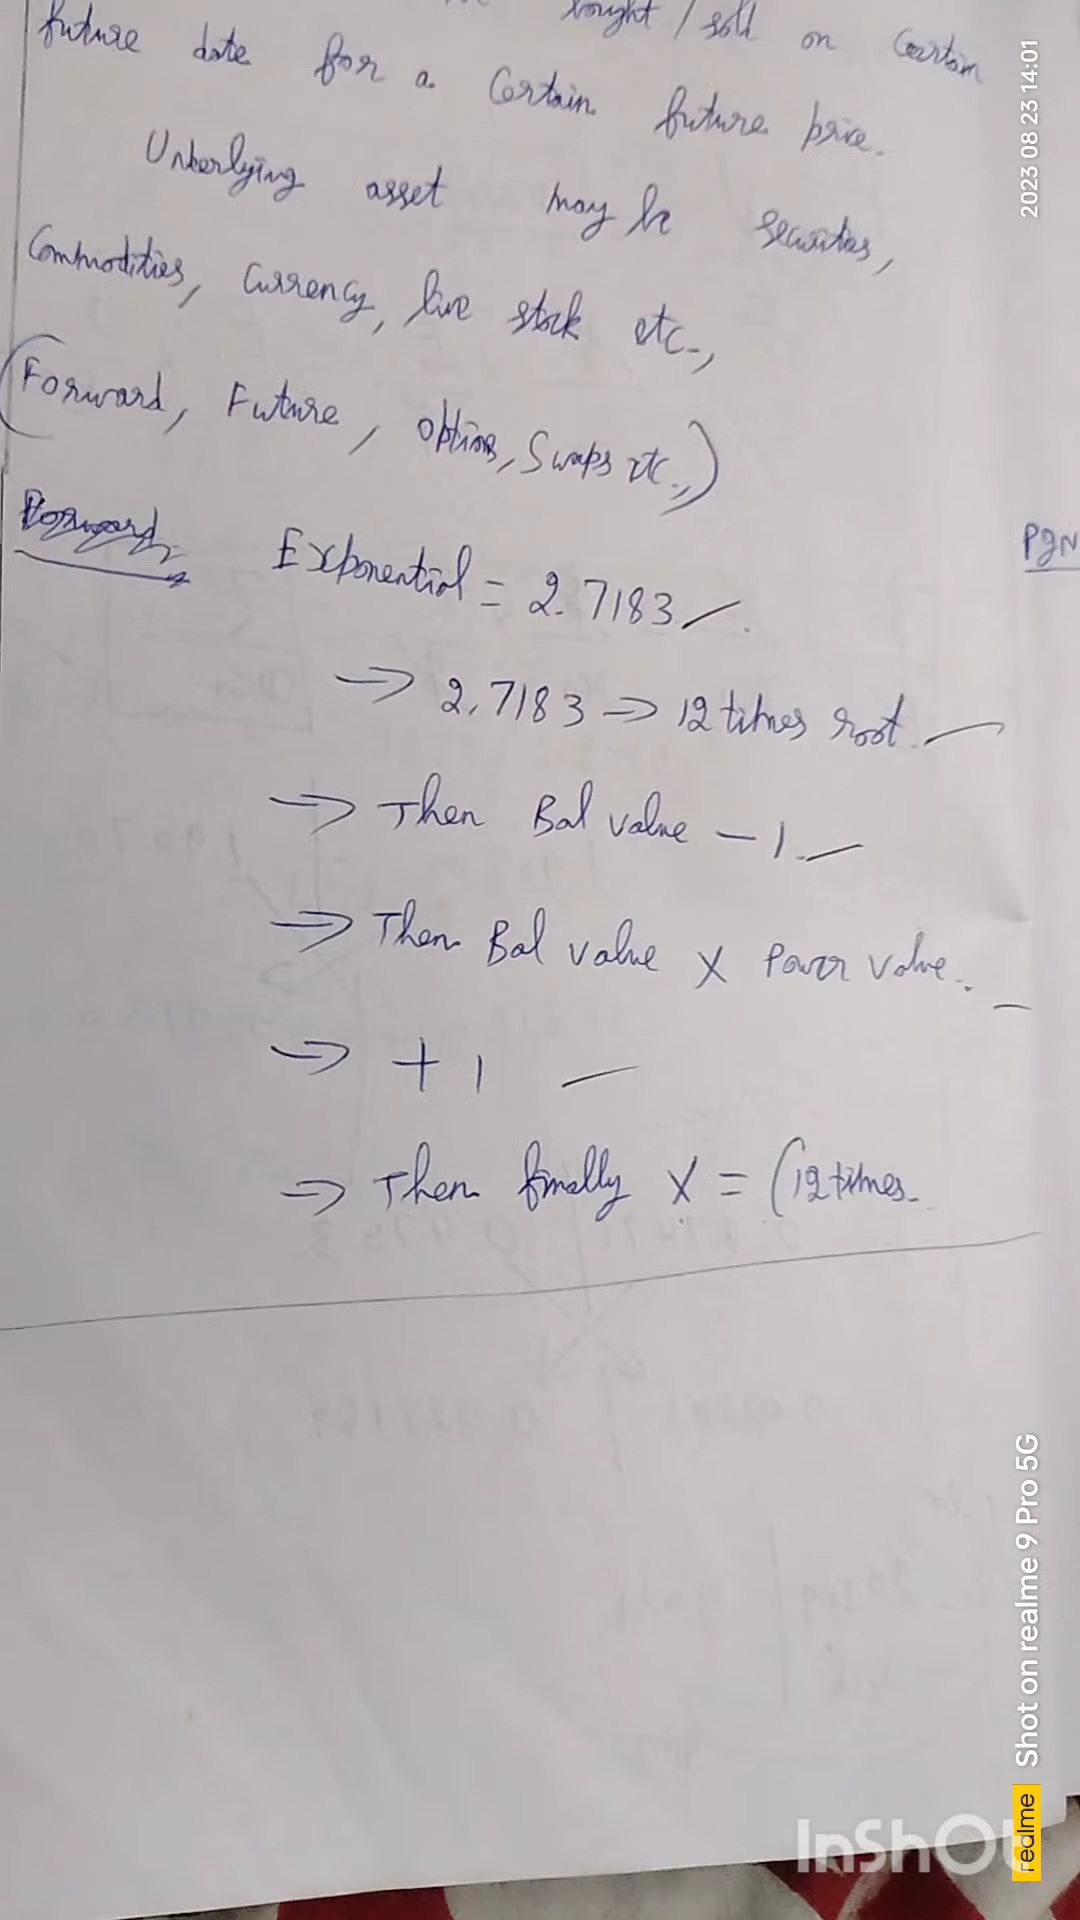 bought / sold on Certain
future date for a Certain future price.
Underlying asset may be securities,
Commodities, Currency, live stock etc.,
(Forward, Future, options, Swaps etc.,)
Forward
Exponential = 2.7183
→ 2.7183 ⇒ 12 times root
⇒ Then Bal value - 1
⇒ Then Bal value X Power value.
⇒ + 1
⇒ Then finally X = (12 times.
PgN
2023 08 23 14:01
realme Shot on realme 9 Pro 5G
InShO